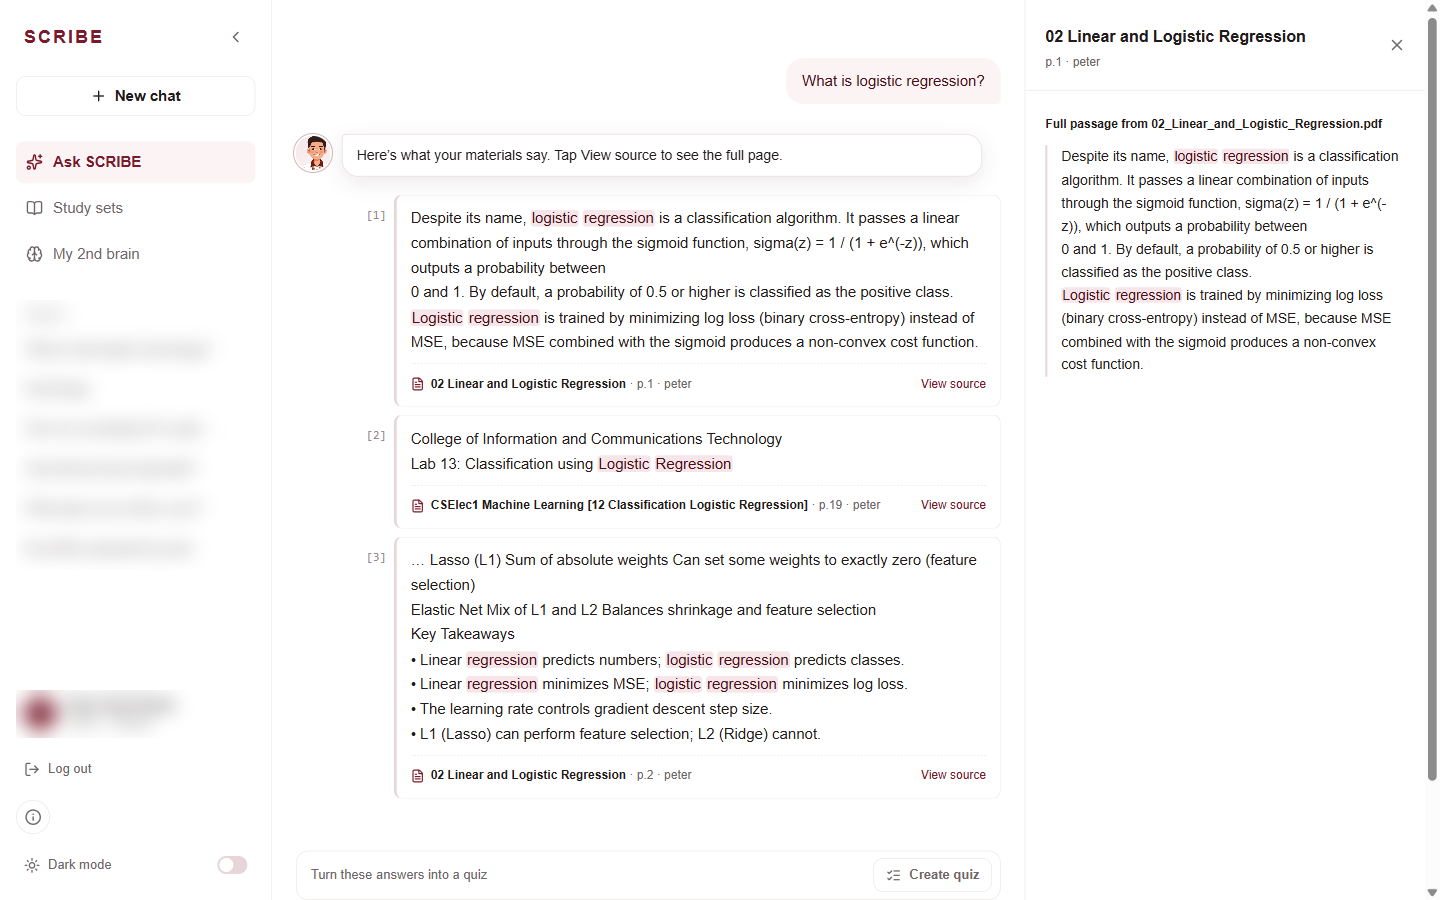 SCRIBE
New chat
Ask SCRIBE
Study sets
My 2nd brain
Log out
Dark mode
What is logistic regression?
Here's what your materials say. Tap View source to see the full page.
[1]
Despite its name, logistic regression is a classification algorithm. It passes a linear
combination of inputs through the sigmoid function, sigma(z) = 1 / (1 + e^(-z)), which
outputs a probability between
0 and 1. By default, a probability of 0.5 or higher is classified as the positive class.
Logistic regression is trained by minimizing log loss (binary cross-entropy) instead of
MSE, because MSE combined with the sigmoid produces a non-convex cost function.
02 Linear and Logistic Regression · p.1 · peter View source
[2]
College of Information and Communications Technology
Lab 13: Classification using Logistic Regression
CSElec1 Machine Learning [12 Classification Logistic Regression] · p.19 · peter View source
[3]
… Lasso (L1) Sum of absolute weights Can set some weights to exactly zero (feature
selection)
Elastic Net Mix of L1 and L2 Balances shrinkage and feature selection
Key Takeaways
• Linear regression predicts numbers; logistic regression predicts classes.
• Linear regression minimizes MSE; logistic regression minimizes log loss.
• The learning rate controls gradient descent step size.
• L1 (Lasso) can perform feature selection; L2 (Ridge) cannot.
02 Linear and Logistic Regression · p.2 · peter View source
Turn these answers into a quiz
Create quiz
02 Linear and Logistic Regression
p.1 · peter
Full passage from 02_Linear_and_Logistic_Regression.pdf
Despite its name, logistic regression is a classification
algorithm. It passes a linear combination of inputs
through the sigmoid function, sigma(z) = 1 / (1 + e^(-
z)), which outputs a probability between
0 and 1. By default, a probability of 0.5 or higher is
classified as the positive class.
Logistic regression is trained by minimizing log loss
(binary cross-entropy) instead of MSE, because MSE
combined with the sigmoid produces a non-convex
cost function.